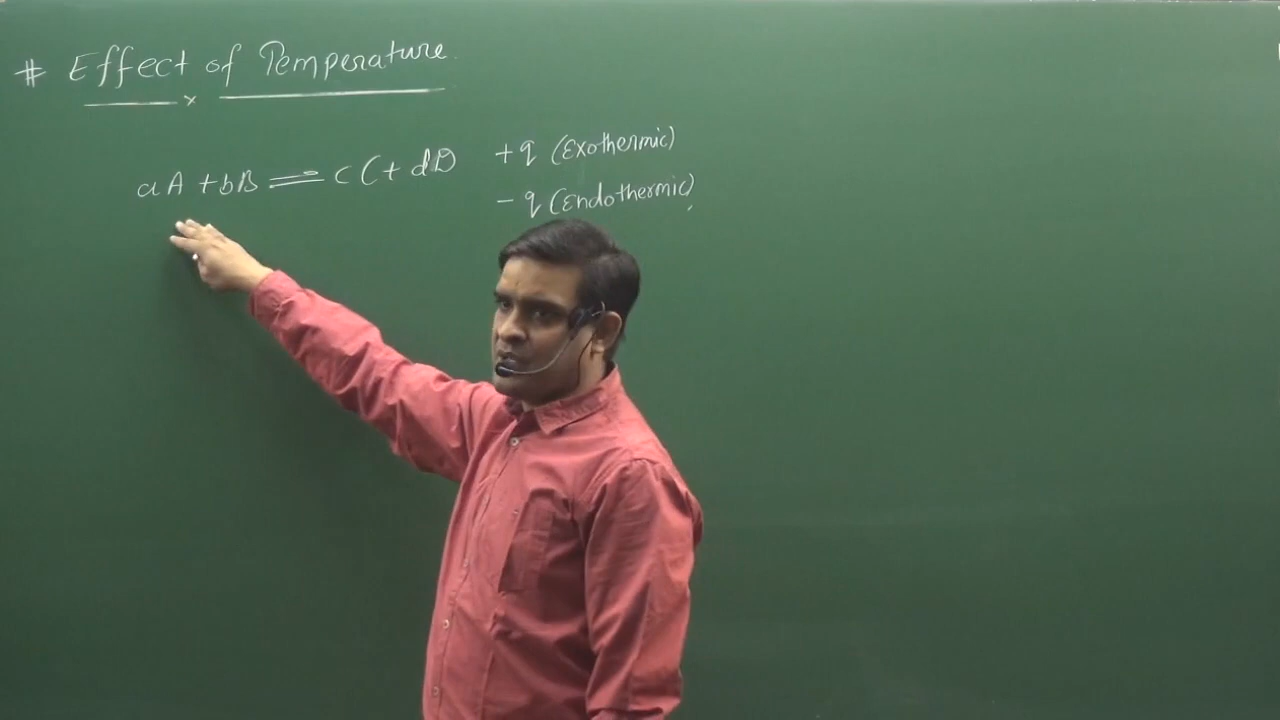 # Effect of Temperature
aA + bB ⇌ cC + dD +q (Exothermic)
-q (Endothermic)